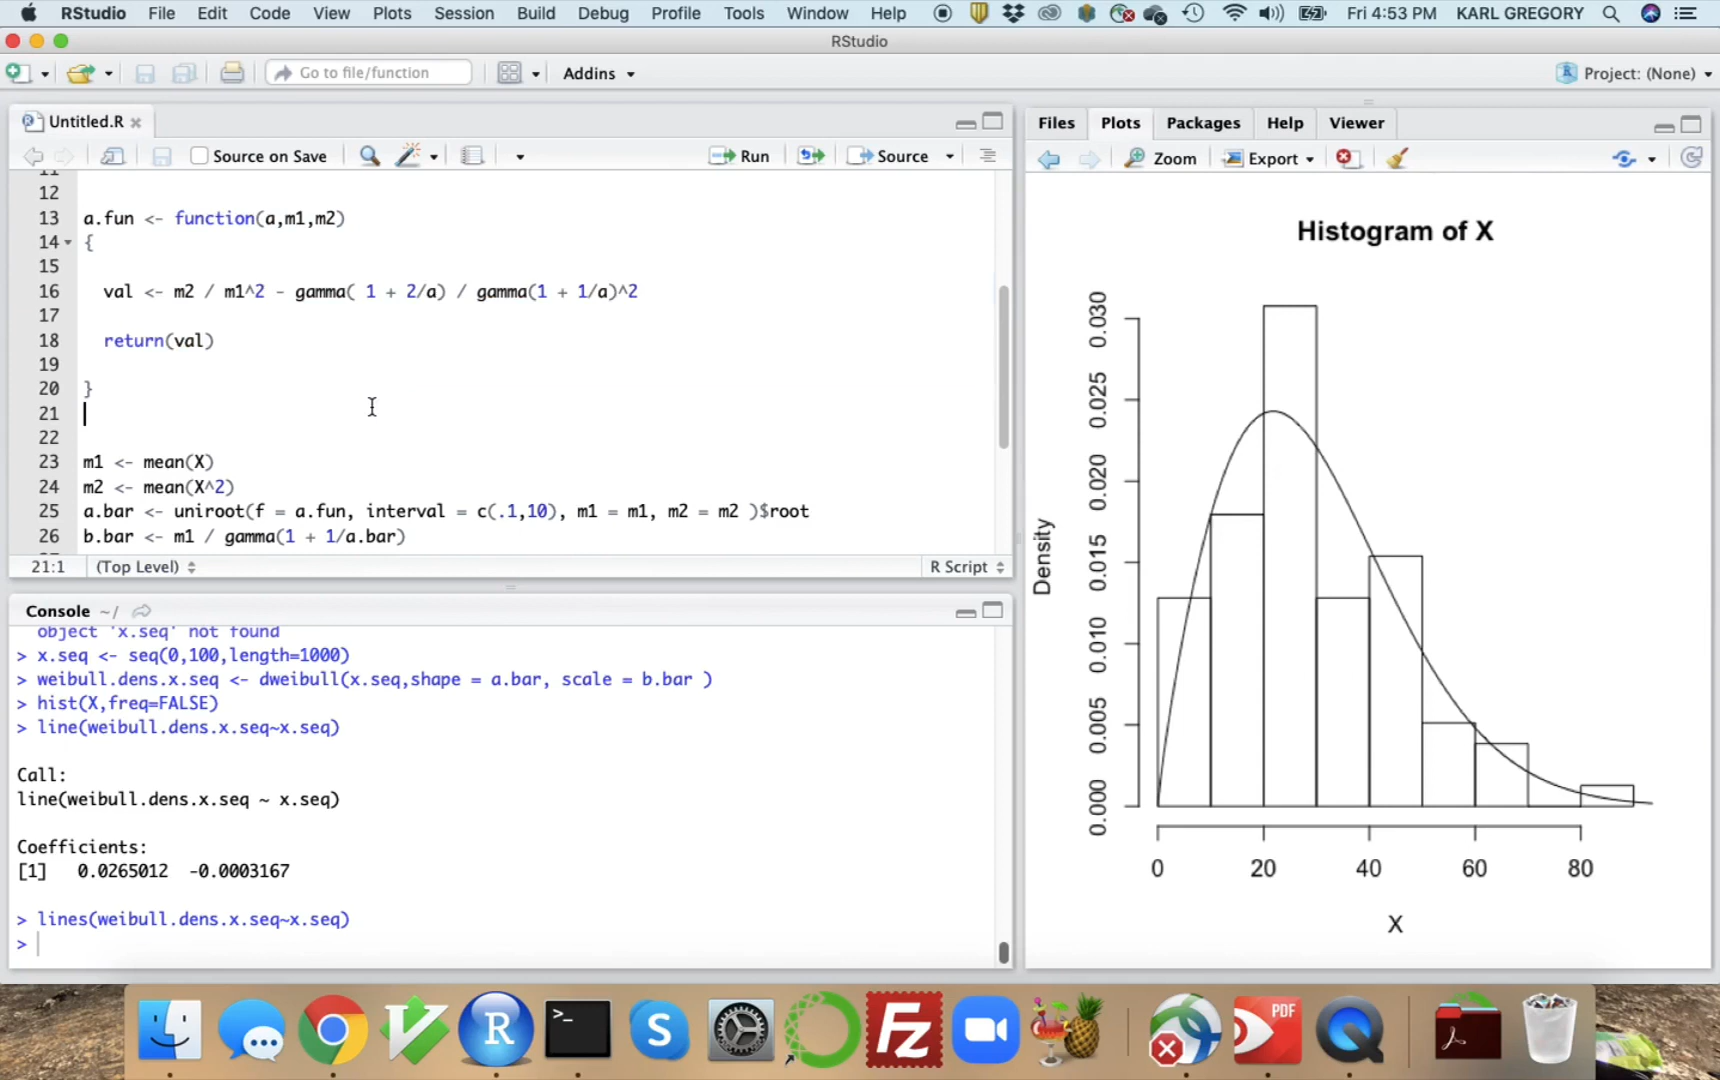 RStudio File Edit Code View Plots Session Build Debug Profile Tools Window Help Fri 4:53 PM KARL GREGORY
RStudio
Go to file/function Addins Project: (None)
Untitled.R
Source on Save Run Source
11
12
13 a.fun <- function(a,m1,m2)
14 {
15
16 val <- m2 / m1^2 - gamma( 1 + 2/a) / gamma(1 + 1/a)^2
17
18 return(val)
19
20 }
21
22
23 m1 <- mean(X)
24 m2 <- mean(X^2)
25 a.bar <- uniroot(f = a.fun, interval = c(.1,10), m1 = m1, m2 = m2 )$root
26 b.bar <- m1 / gamma(1 + 1/a.bar)
21:1 (Top Level) R Script
Console ~/
object 'x.seq' not found
> x.seq <- seq(0,100,length=1000)
> weibull.dens.x.seq <- dweibull(x.seq,shape = a.bar, scale = b.bar )
> hist(X,freq=FALSE)
> line(weibull.dens.x.seq~x.seq)
Call:
line(weibull.dens.x.seq ~ x.seq)
Coefficients:
[1] 0.0265012 -0.0003167
> lines(weibull.dens.x.seq~x.seq)
>
Files Plots Packages Help Viewer
Zoom Export
Histogram of X
Density
0.030
0.025
0.020
0.015
0.010
0.005
0.000
0 20 40 60 80
X
R
>_
S
Fz
PDF